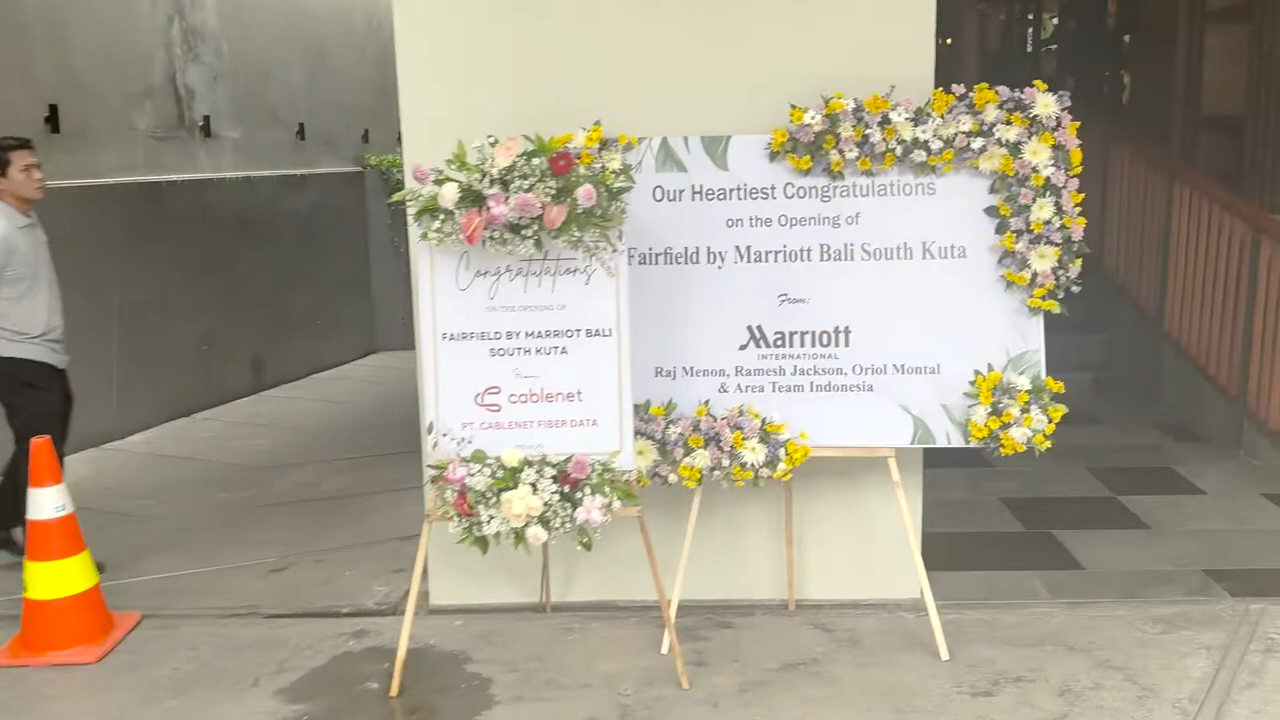 Congratulations
ON THE OPENING OF
FAIRFIELD BY MARRIOT BALI
SOUTH KUTA
From
cablenet
PT. CABLENET FIBER DATA
Our Heartiest Congratulations
on the Opening of
Fairfield by Marriott Bali South Kuta
From:
Marriott
INTERNATIONAL
Raj Menon, Ramesh Jackson, Oriol Montal
& Area Team Indonesia